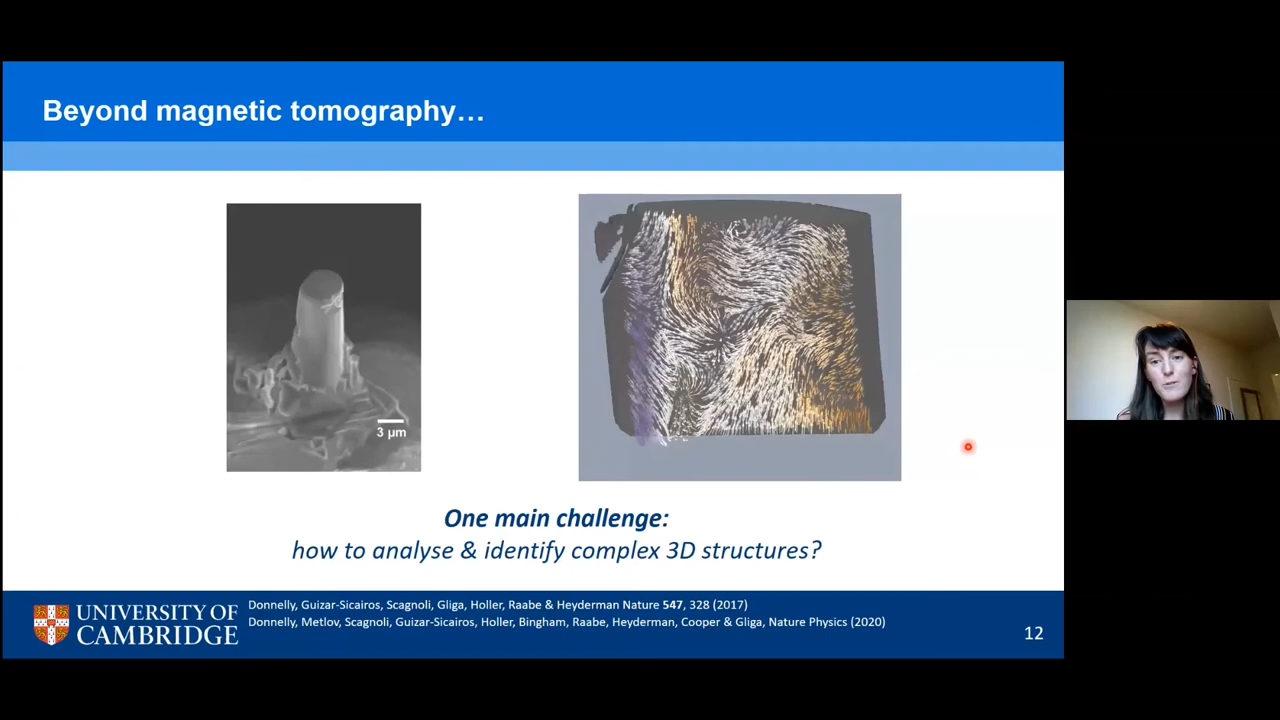 Beyond magnetic tomography…
3 µm
One main challenge:
how to analyse & identify complex 3D structures?
UNIVERSITY OF
CAMBRIDGE
Donnelly, Guizar-Sicairos, Scagnoli, Gliga, Holler, Raabe & Heyderman Nature 547, 328 (2017)
Donnelly, Metlov, Scagnoli, Guizar-Sicairos, Holler, Bingham, Raabe, Heyderman, Cooper & Gliga, Nature Physics (2020)
12